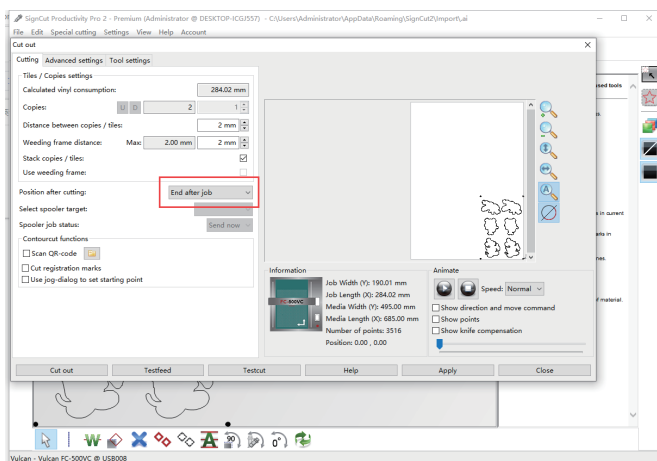 SignCut Productivity Pro 2 - Premium (Administrator @ DESKTOP-ICGJ557) - C:\Users\Administrator\AppData\Roaming\SignCut2\Import\,ai
File Edit Special cutting Settings View Help Account
Cut out
Cutting Advanced settings Tool settings
Tiles / Copies settings
Calculated vinyl consumption: 284.02 mm
Copies: U D 2 1
Distance between copies / tiles: 2 mm
Weeding frame distance: Max: 2.00 mm 2 mm
Stack copies / tiles:
Use weeding frame:
Position after cutting: End after job
Select spooler target:
Spooler job status: Send now
Contourcut functions
Scan QR-code
Cut registration marks
Use jog-dialog to set starting point
Information
FC-500VC
Job Width (Y): 190.01 mm
Job Length (X): 284.02 mm
Media Width (Y): 495.00 mm
Media Length (X): 685.00 mm
Number of points: 3516
Position: 0.00 , 0.00
Animate
Speed: Normal
Show direction and move command
Show points
Show knife compensation
Cut out Testfeed Testcut Help Apply Close
sed tools
s in current
arks in
nes.
f material.
W A 90 0°
Vulcan - Vulcan FC-500VC @ USB008